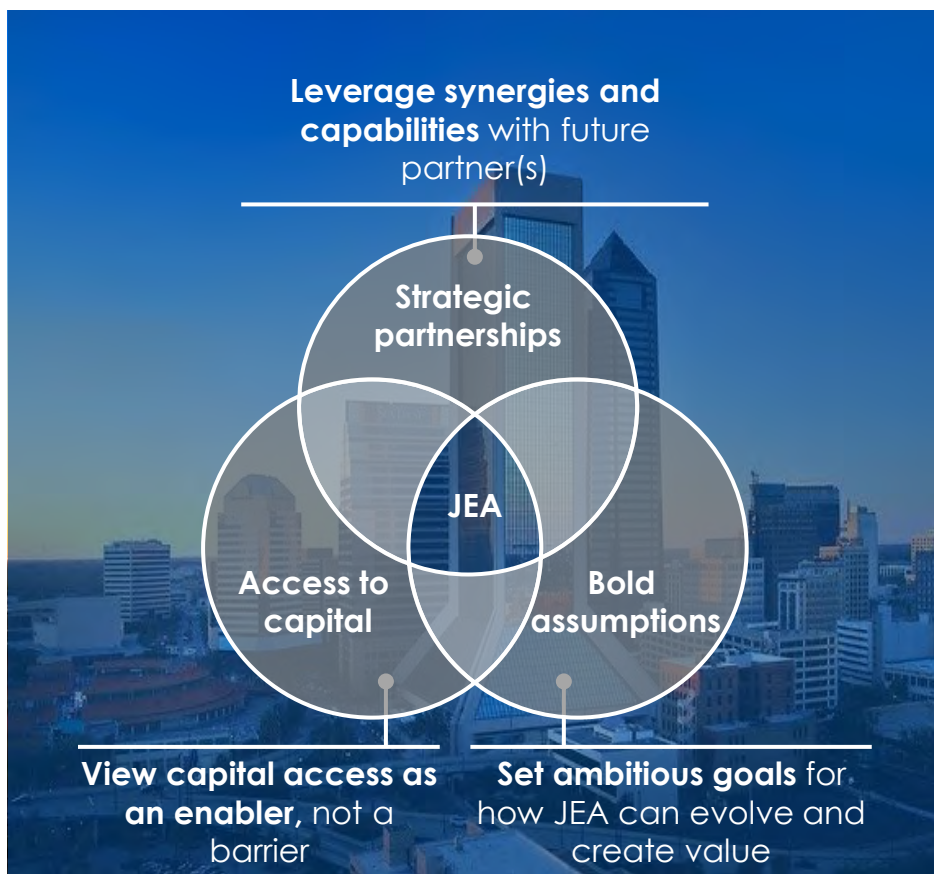 Leverage synergies and
capabilities with future
partner(s)
Strategic
partnerships
JEA
Access to
capital
Bold
assumptions
View capital access as
an enabler, not a
barrier
Set ambitious goals for
how JEA can evolve and
create value